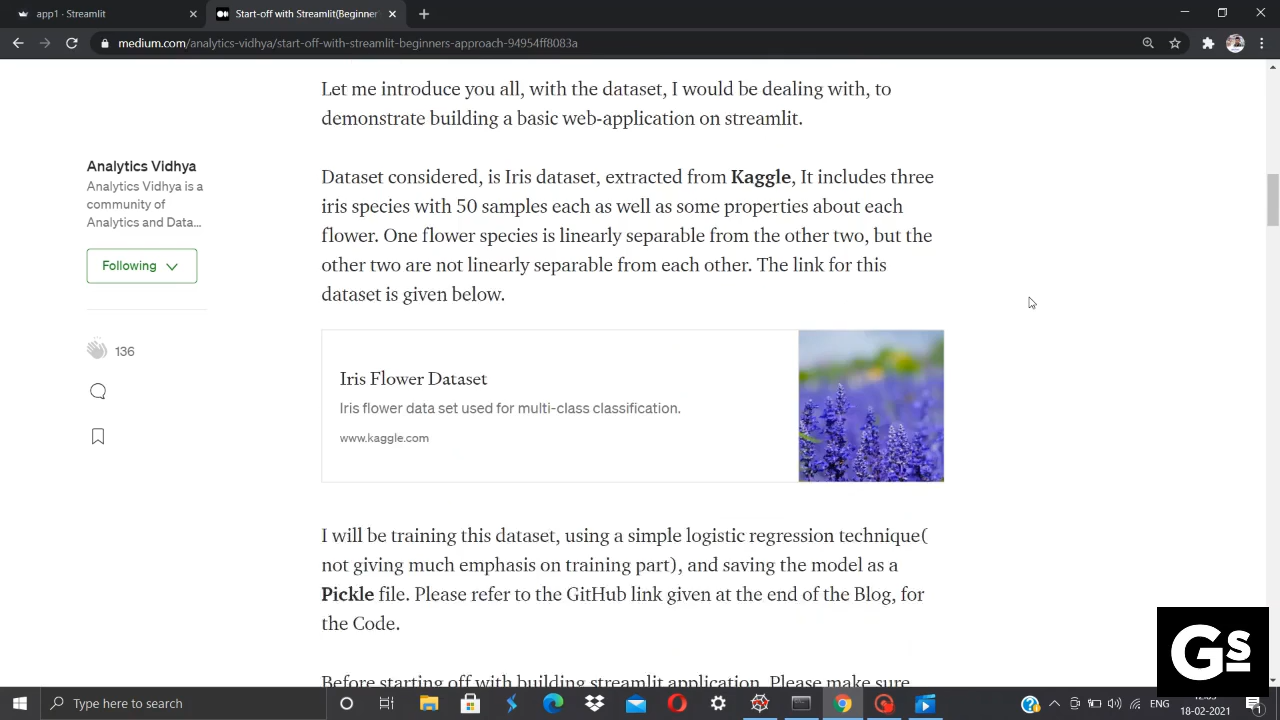 app1 · Streamlit
Start-off with Streamlit(Beginner
medium.com/analytics-vidhya/start-off-with-streamlit-beginners-approach-94954ff8083a
Let me introduce you all, with the dataset, I would be dealing with, to
demonstrate building a basic web-application on streamlit.
Analytics Vidhya
Analytics Vidhya is a
community of
Analytics and Data...
Following
136
Dataset considered, is Iris dataset, extracted from Kaggle, It includes three
iris species with 50 samples each as well as some properties about each
flower. One flower species is linearly separable from the other two, but the
other two are not linearly separable from each other. The link for this
dataset is given below.
Iris Flower Dataset
Iris flower data set used for multi-class classification.
www.kaggle.com
I will be training this dataset, using a simple logistic regression technique(
not giving much emphasis on training part), and saving the model as a
Pickle file. Please refer to the GitHub link given at the end of the Blog, for
the Code.
Before starting off with building streamlit application, Please make sure
Gs
Type here to search
ENG
18-02-2021